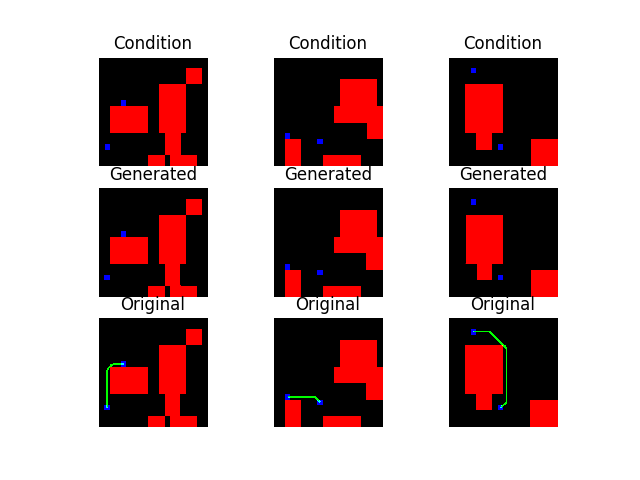 Condition Condition Condition
Generated Generated Generated
Original Original Original